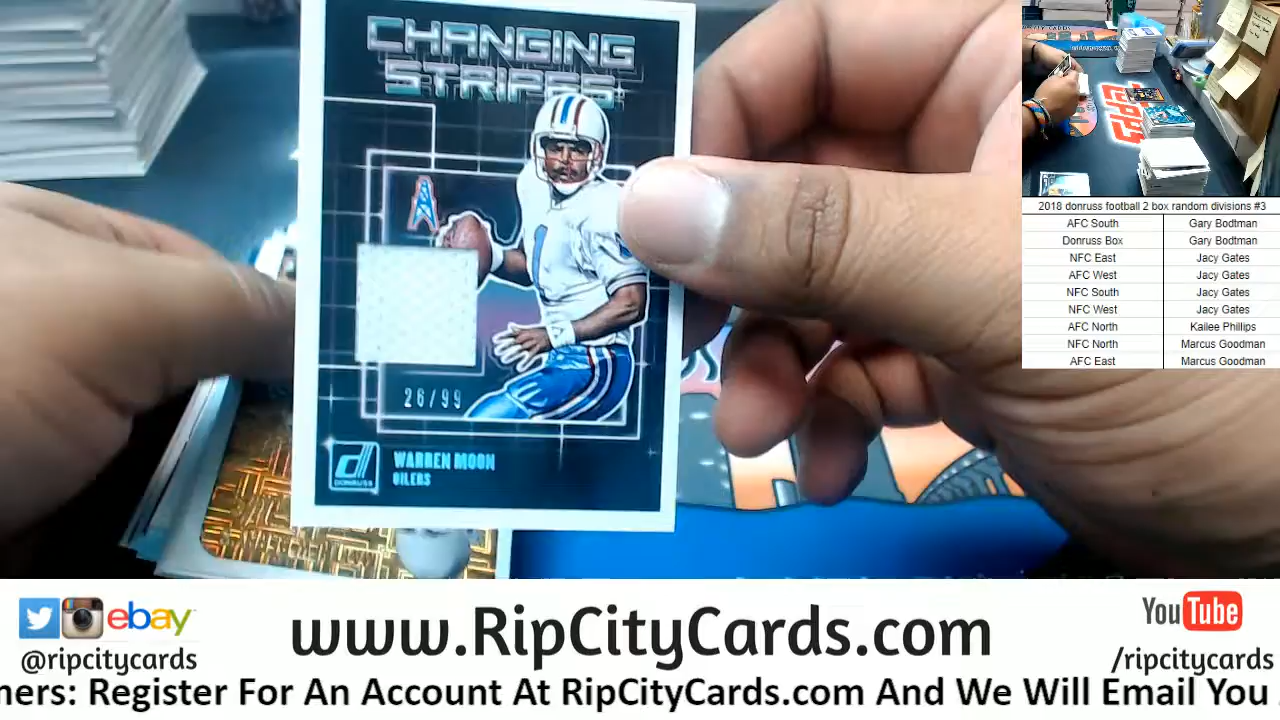 CHANGING
STRIPES
1
26/99
DONRUSS
WARREN MOON
OILERS
2018 donruss football 2 box random divisions #3
AFC South Gary Bodtman
Donruss Box Gary Bodtman
NFC East Jacy Gates
AFC West Jacy Gates
NFC South Jacy Gates
NFC West Jacy Gates
AFC North Kailee Phillips
NFC North Marcus Goodman
AFC East Marcus Goodman
ebay
@ripcitycards
www.RipCityCards.com
YouTube
/ripcitycards
ners: Register For An Account At RipCityCards.com And We Will Email You